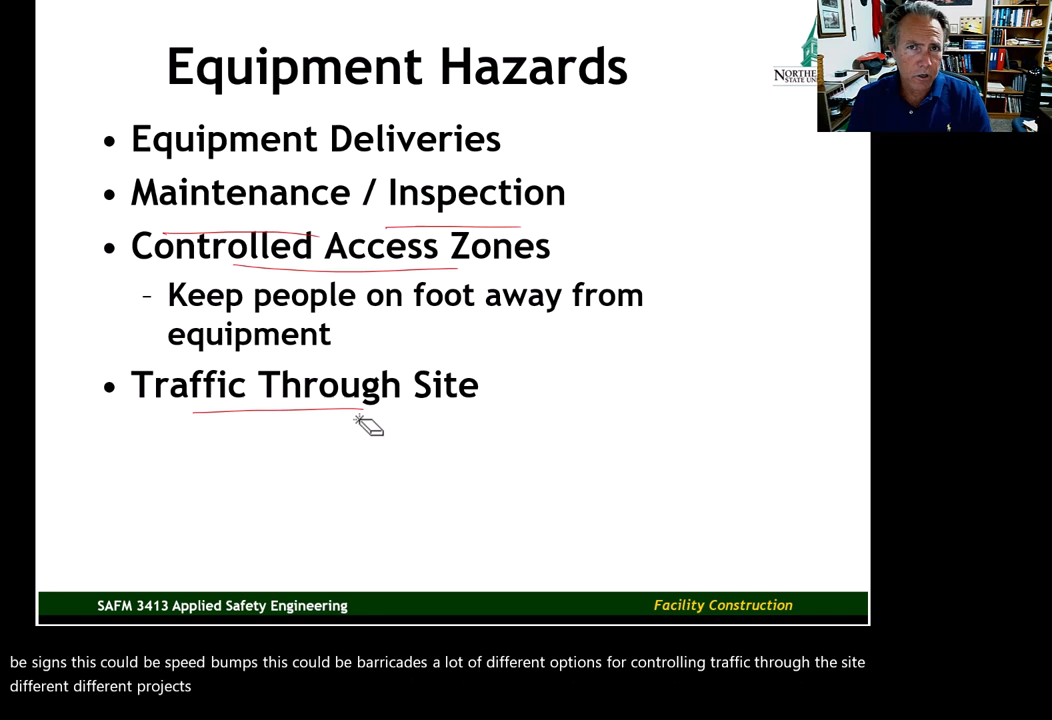 Equipment Hazards
• Equipment Deliveries
• Maintenance / Inspection
• Controlled Access Zones
– Keep people on foot away from
equipment
• Traffic Through Site
SAFM 3413 Applied Safety Engineering
Facility Construction
be signs this could be speed bumps this could be barricades a lot of different options for controlling traffic through the site
different different projects